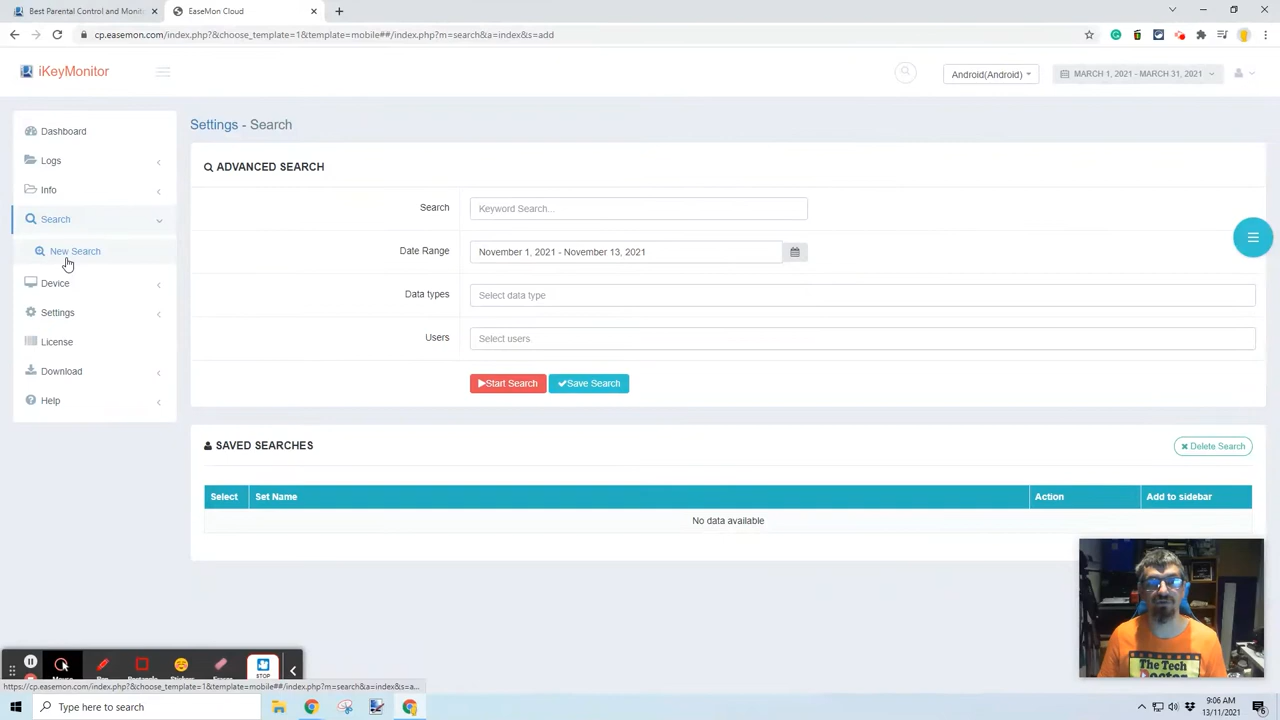 Best Parental Control and Monit
EaseMon Cloud
cp.easemon.com/index.php?&choose_template=1&template=mobile##/index.php?m=search&a=index&s=add
iKeyMonitor
Android(Android)
MARCH 1, 2021 - MARCH 31, 2021
Dashboard
Logs
Info
Search
New Search
Device
Settings
License
Download
Help
Settings - Search
ADVANCED SEARCH
Search
Keyword Search...
Date Range
November 1, 2021 - November 13, 2021
Data types
Select data type
Users
Select users
Start Search
Save Search
SAVED SEARCHES
Delete Search
Select
Set Name
Action
Add to sidebar
No data available
The Tech
STOP
https://cp.easemon.com/index.php?&choose_template=1&template=mobile##/index.php?m=search&a=index&s=a...
Type here to search
9:06 AM
13/11/2021